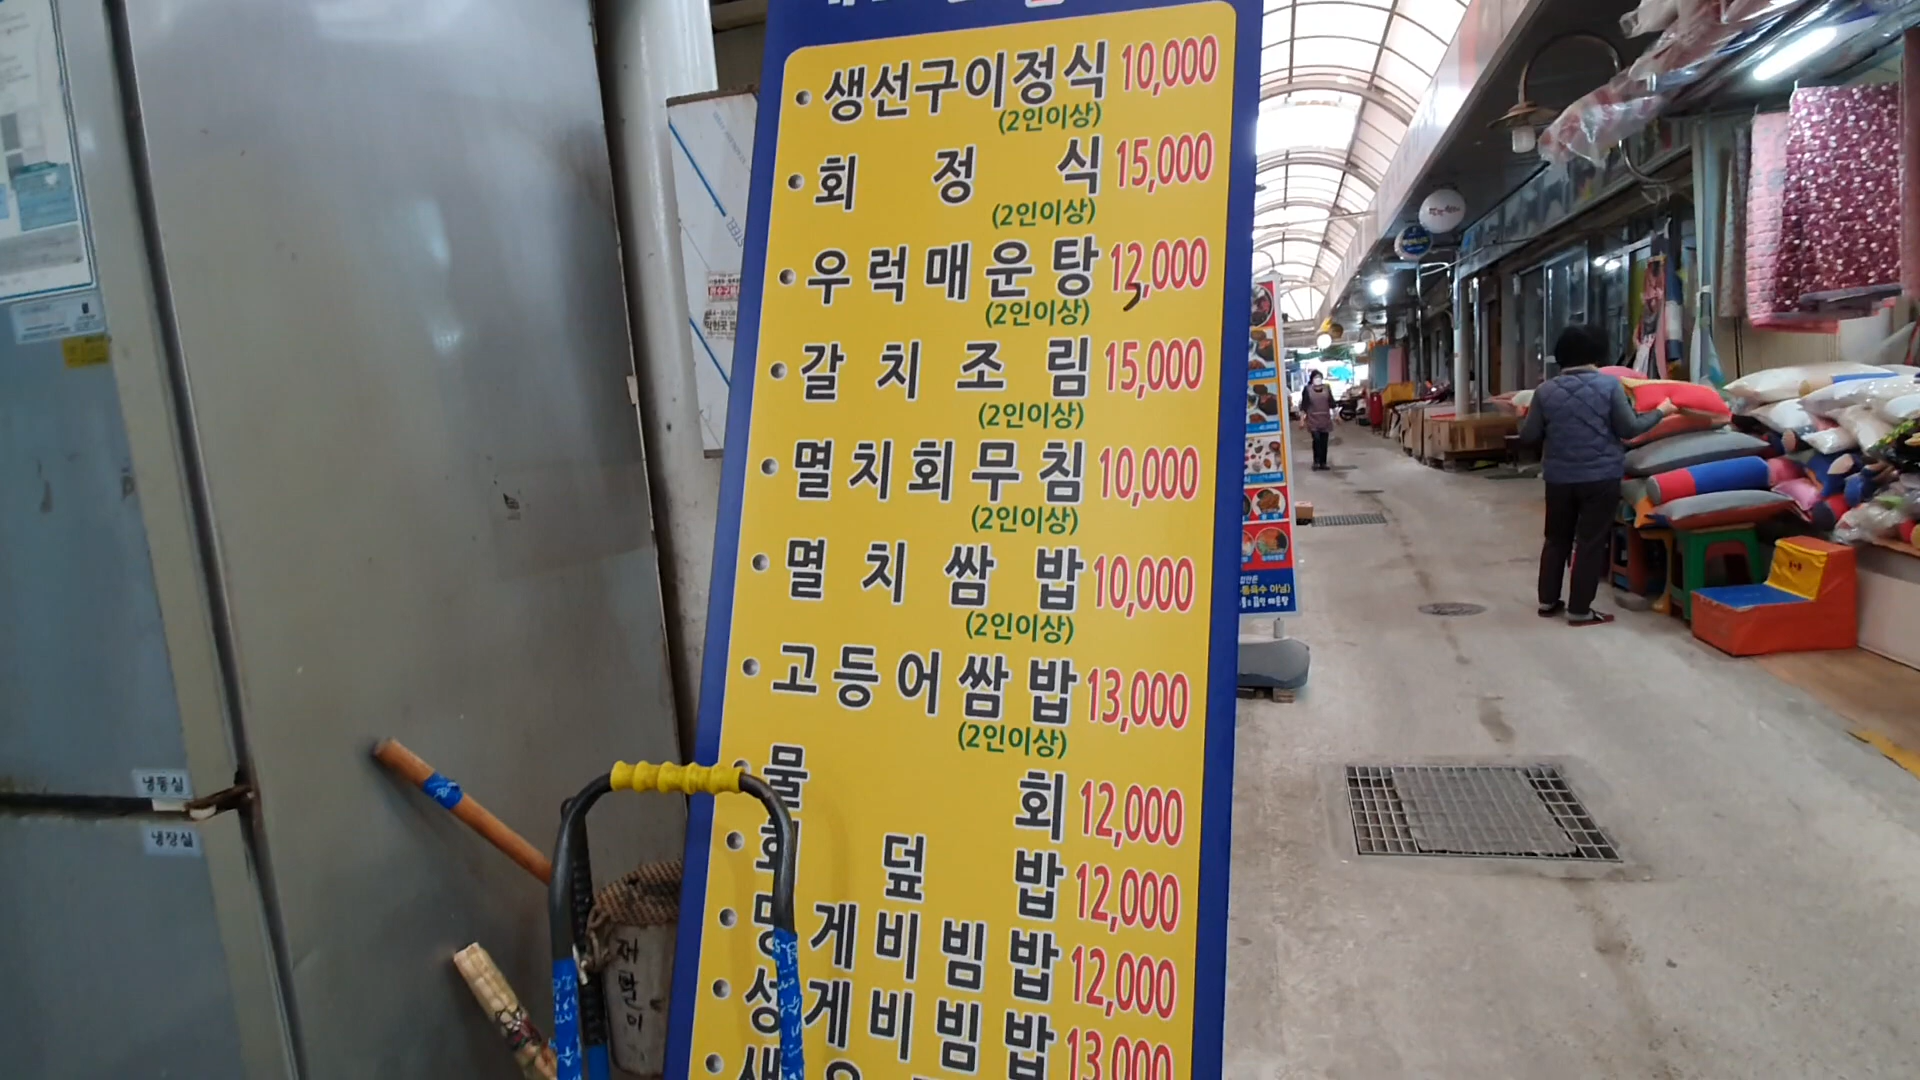 생선구이정식 10,000
(2인이상)
회 정 식 15,000
(2인이상)
우럭매운탕 12,000
(2인이상)
갈치조림 15,000
(2인이상)
멸치회무침 10,000
(2인이상)
멸치쌈밥 10,000
(2인이상)
고등어쌈밥 13,000
(2인이상)
물 회 12,000
회 덮 밥 12,000
멍게비빔밥 12,000
성게비빔밥 13,000
냉동실
냉장실